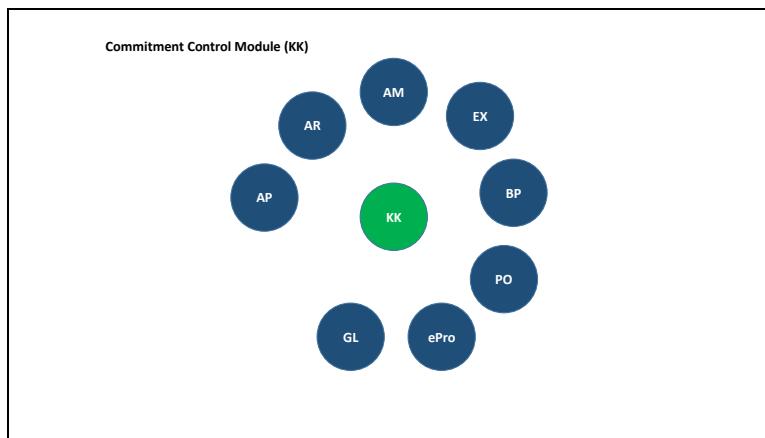 Commitment Control Module (KK)
AM
EX
AR
BP
AP
KK
PO
GL
ePro